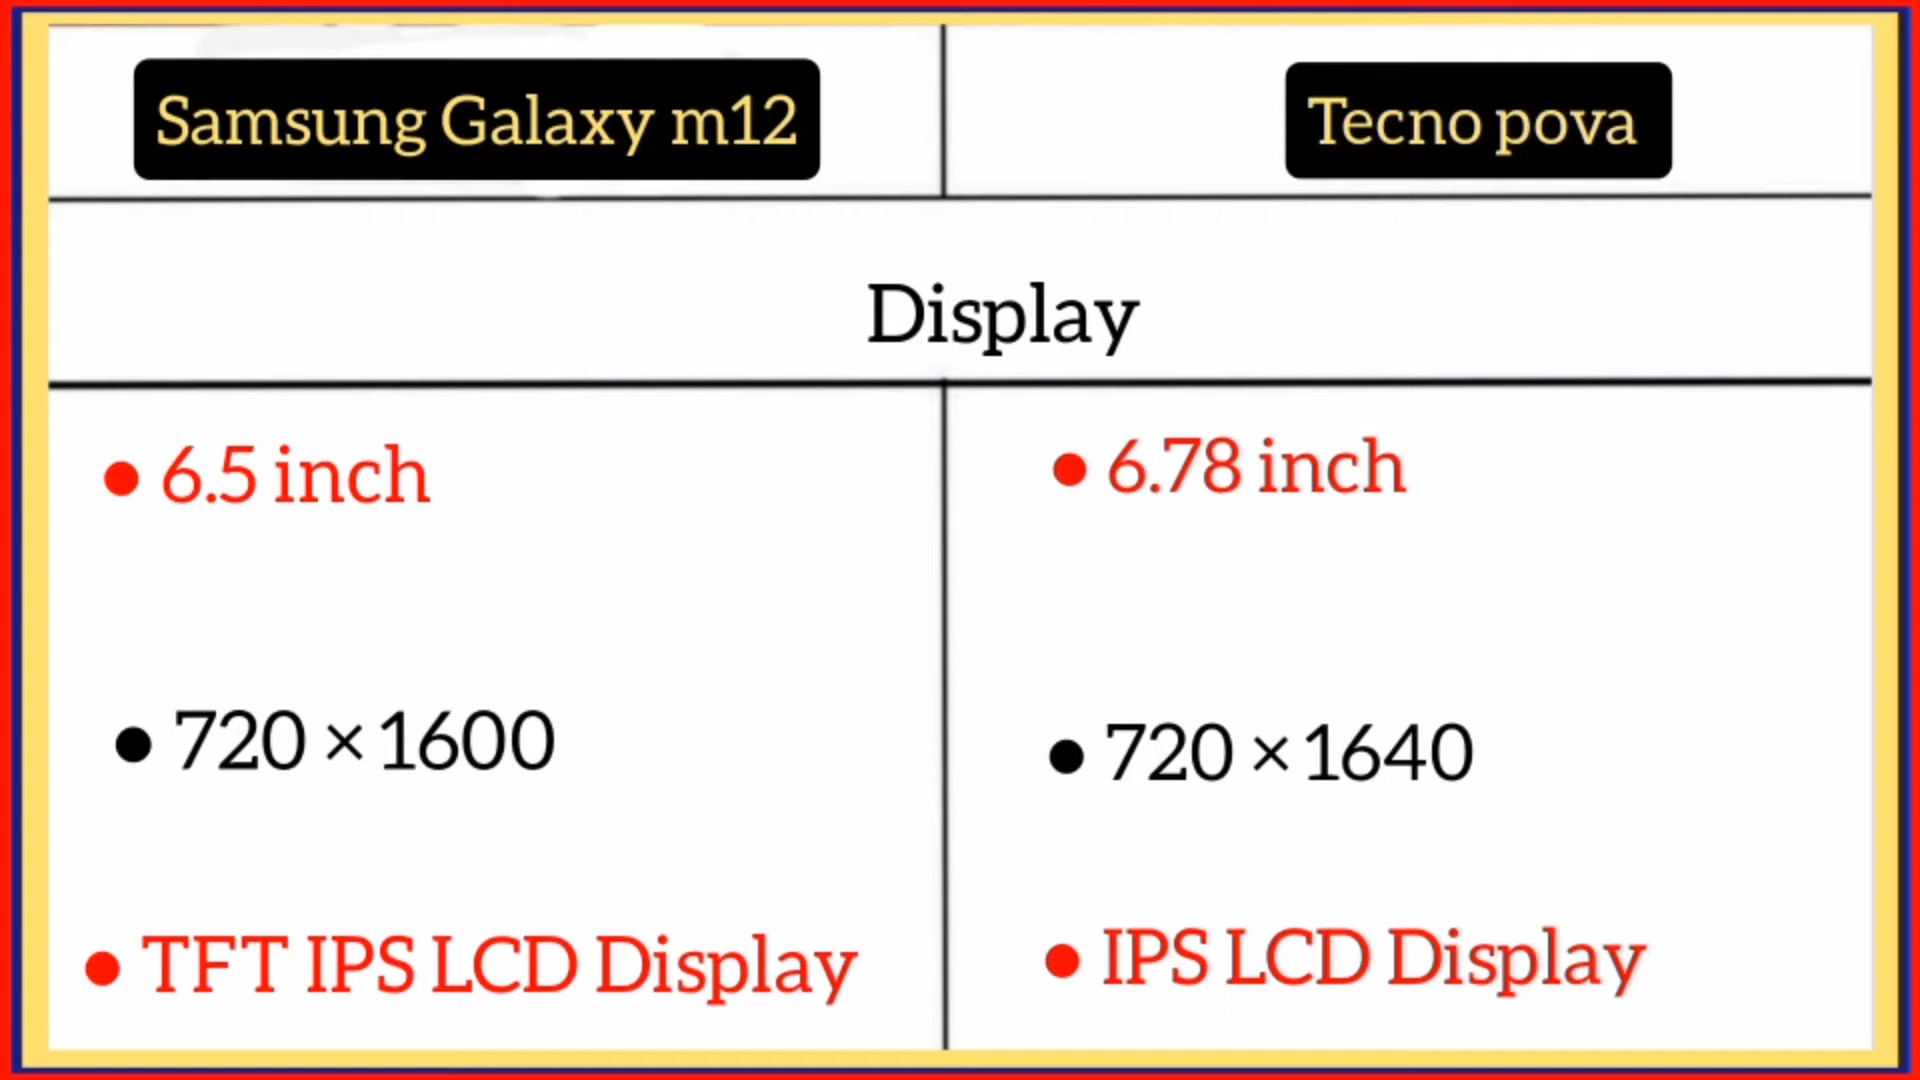 Samsung Galaxy m12
Tecno pova
Display
• 6.5 inch
• 6.78 inch
• 720 × 1600
• 720 × 1640
• TFT IPS LCD Display
• IPS LCD Display